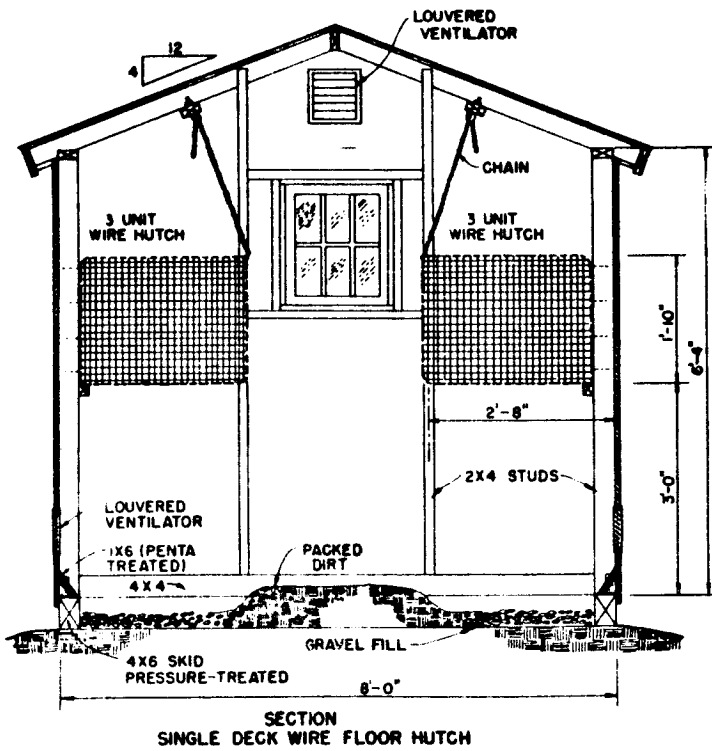 LOUVERED
VENTILATOR
12
4
CHAIN
3 UNIT
WIRE HUTCH
3 UNIT
WIRE HUTCH
1'-10"
6'-4"
2'-8"
2X4 STUDS
3'-0"
LOUVERED
VENTILATOR
1X6 (PENTA
TREATED)
PACKED
DIRT
4X4
GRAVEL FILL
4X6 SKID
PRESSURE-TREATED
8'-0"
SECTION
SINGLE DECK WIRE FLOOR HUTCH